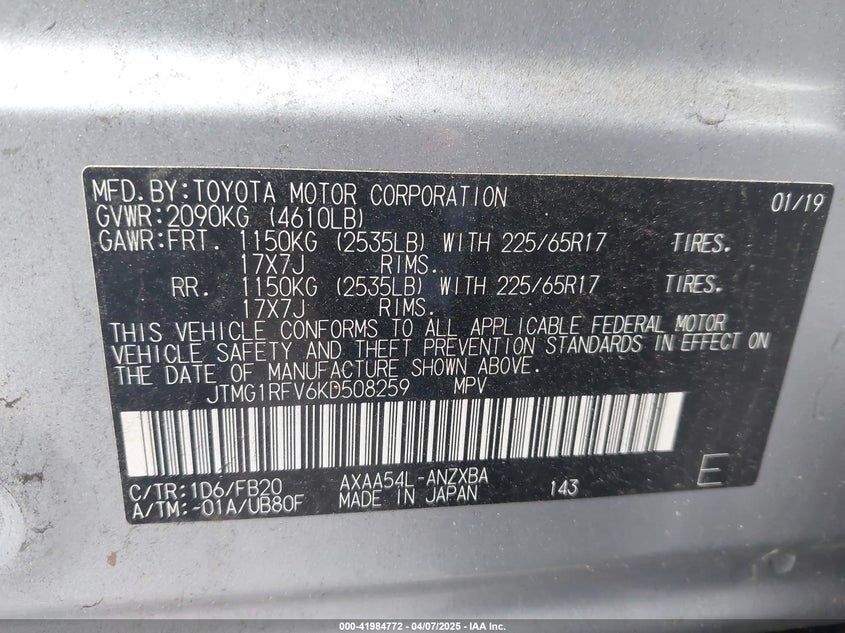 MFD.BY:TOYOTA MOTOR CORPORATION 01/19
GVWR:2090KG (4610LB)
GAWR:FRT. 1150KG (2535LB) WITH 225/65R17 TIRES.
17X7J RIMS.
RR. 1150KG (2535LB) WITH 225/65R17 TIRES.
17X7J RIMS.
THIS VEHICLE CONFORMS TO ALL APPLICABLE FEDERAL MOTOR
VEHICLE SAFETY AND THEFT PREVENTION STANDARDS IN EFFECT ON
THE DATE OF MANUFACTURE SHOWN ABOVE.
JTMG1RFV6KD508259 MPV
C/TR:1D6/FB20 AXAA54L-ANZXBA
A/TM:-01A/UB80F MADE IN JAPAN 143 E
000-41984772 — 04/07/2025 — IAA Inc.